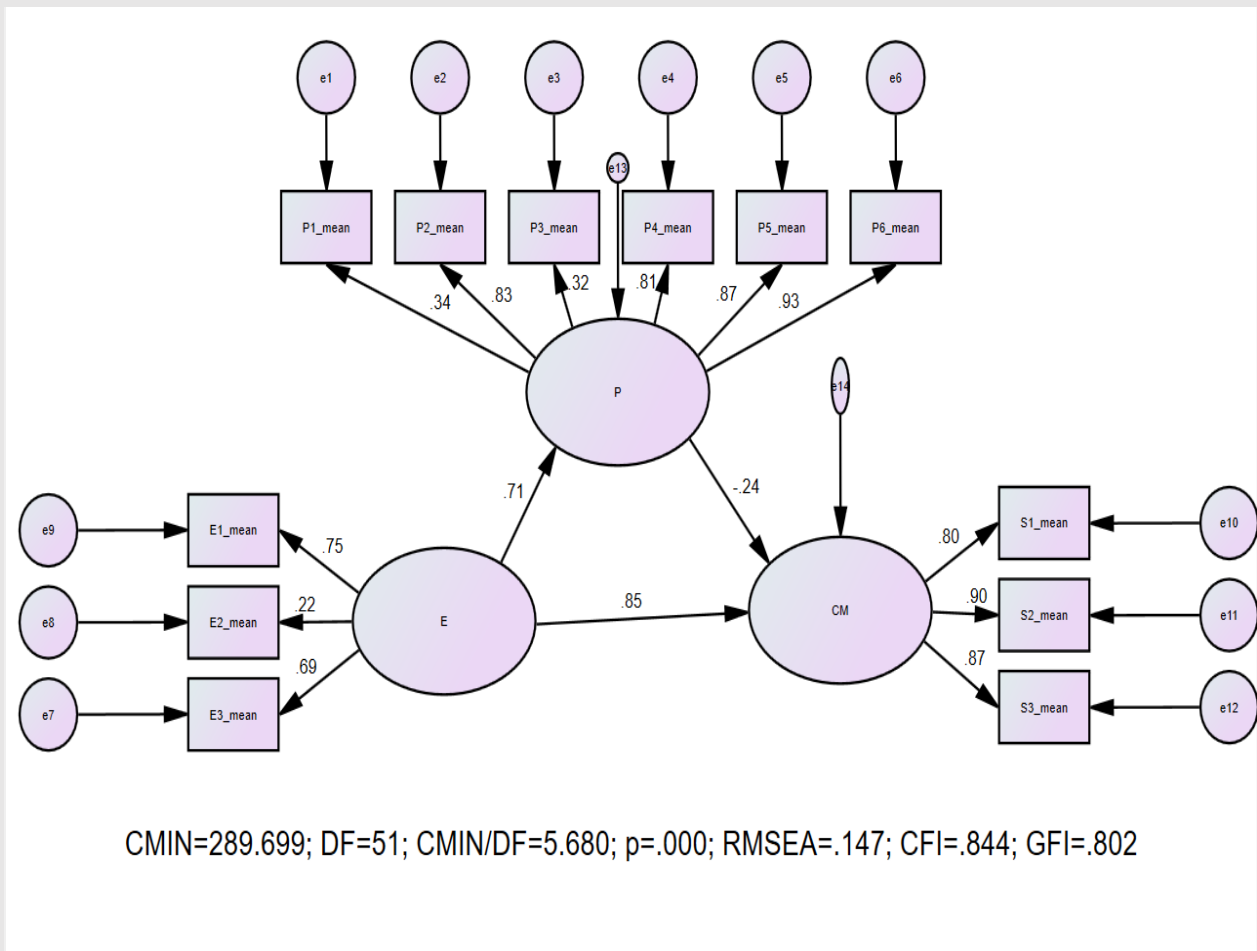 e1 e2 e3 e4 e5 e6
e13
P1_mean P2_mean P3_mean P4_mean P5_mean P6_mean
.34 .83 .32 .81 .87 .93
P
e14
.71 -.24
e9 E1_mean .75
e8 E2_mean .22
e7 E3_mean .69
E
.85
CM
.80 S1_mean e10
.90 S2_mean e11
.87 S3_mean e12
CMIN=289.699; DF=51; CMIN/DF=5.680; p=.000; RMSEA=.147; CFI=.844; GFI=.802